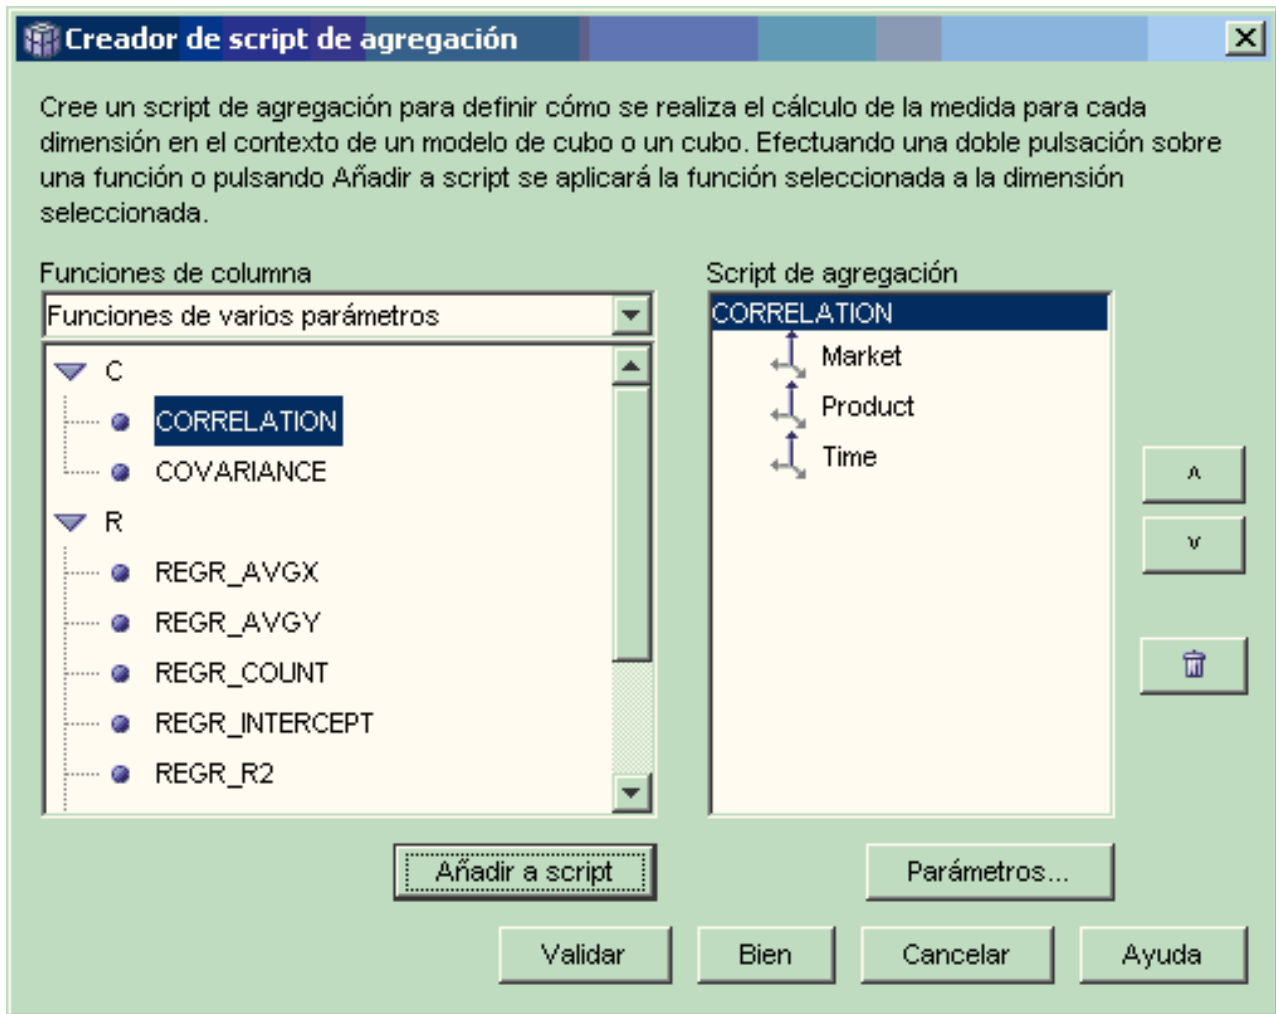 Creador de script de agregación
Cree un script de agregación para definir cómo se realiza el cálculo de la medida para cada
dimensión en el contexto de un modelo de cubo o un cubo. Efectuando una doble pulsación sobre
una función o pulsando Añadir a script se aplicará la función seleccionada a la dimensión
seleccionada.
Funciones de columna
Funciones de varios parámetros
C
CORRELATION
COVARIANCE
R
REGR_AVGX
REGR_AVGY
REGR_COUNT
REGR_INTERCEPT
REGR_R2
Añadir a script
Script de agregación
CORRELATION
Market
Product
Time
Parámetros...
Validar
Bien
Cancelar
Ayuda